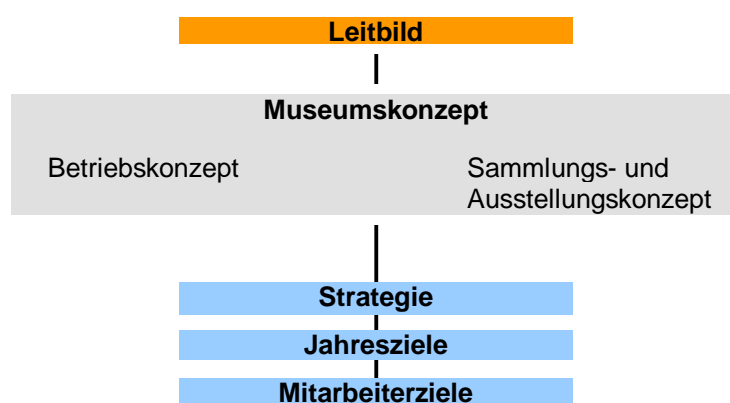 Leitbild
Museumskonzept
Betriebskonzept
Sammlungs- und
Ausstellungskonzept
Strategie
Jahresziele
Mitarbeiterziele